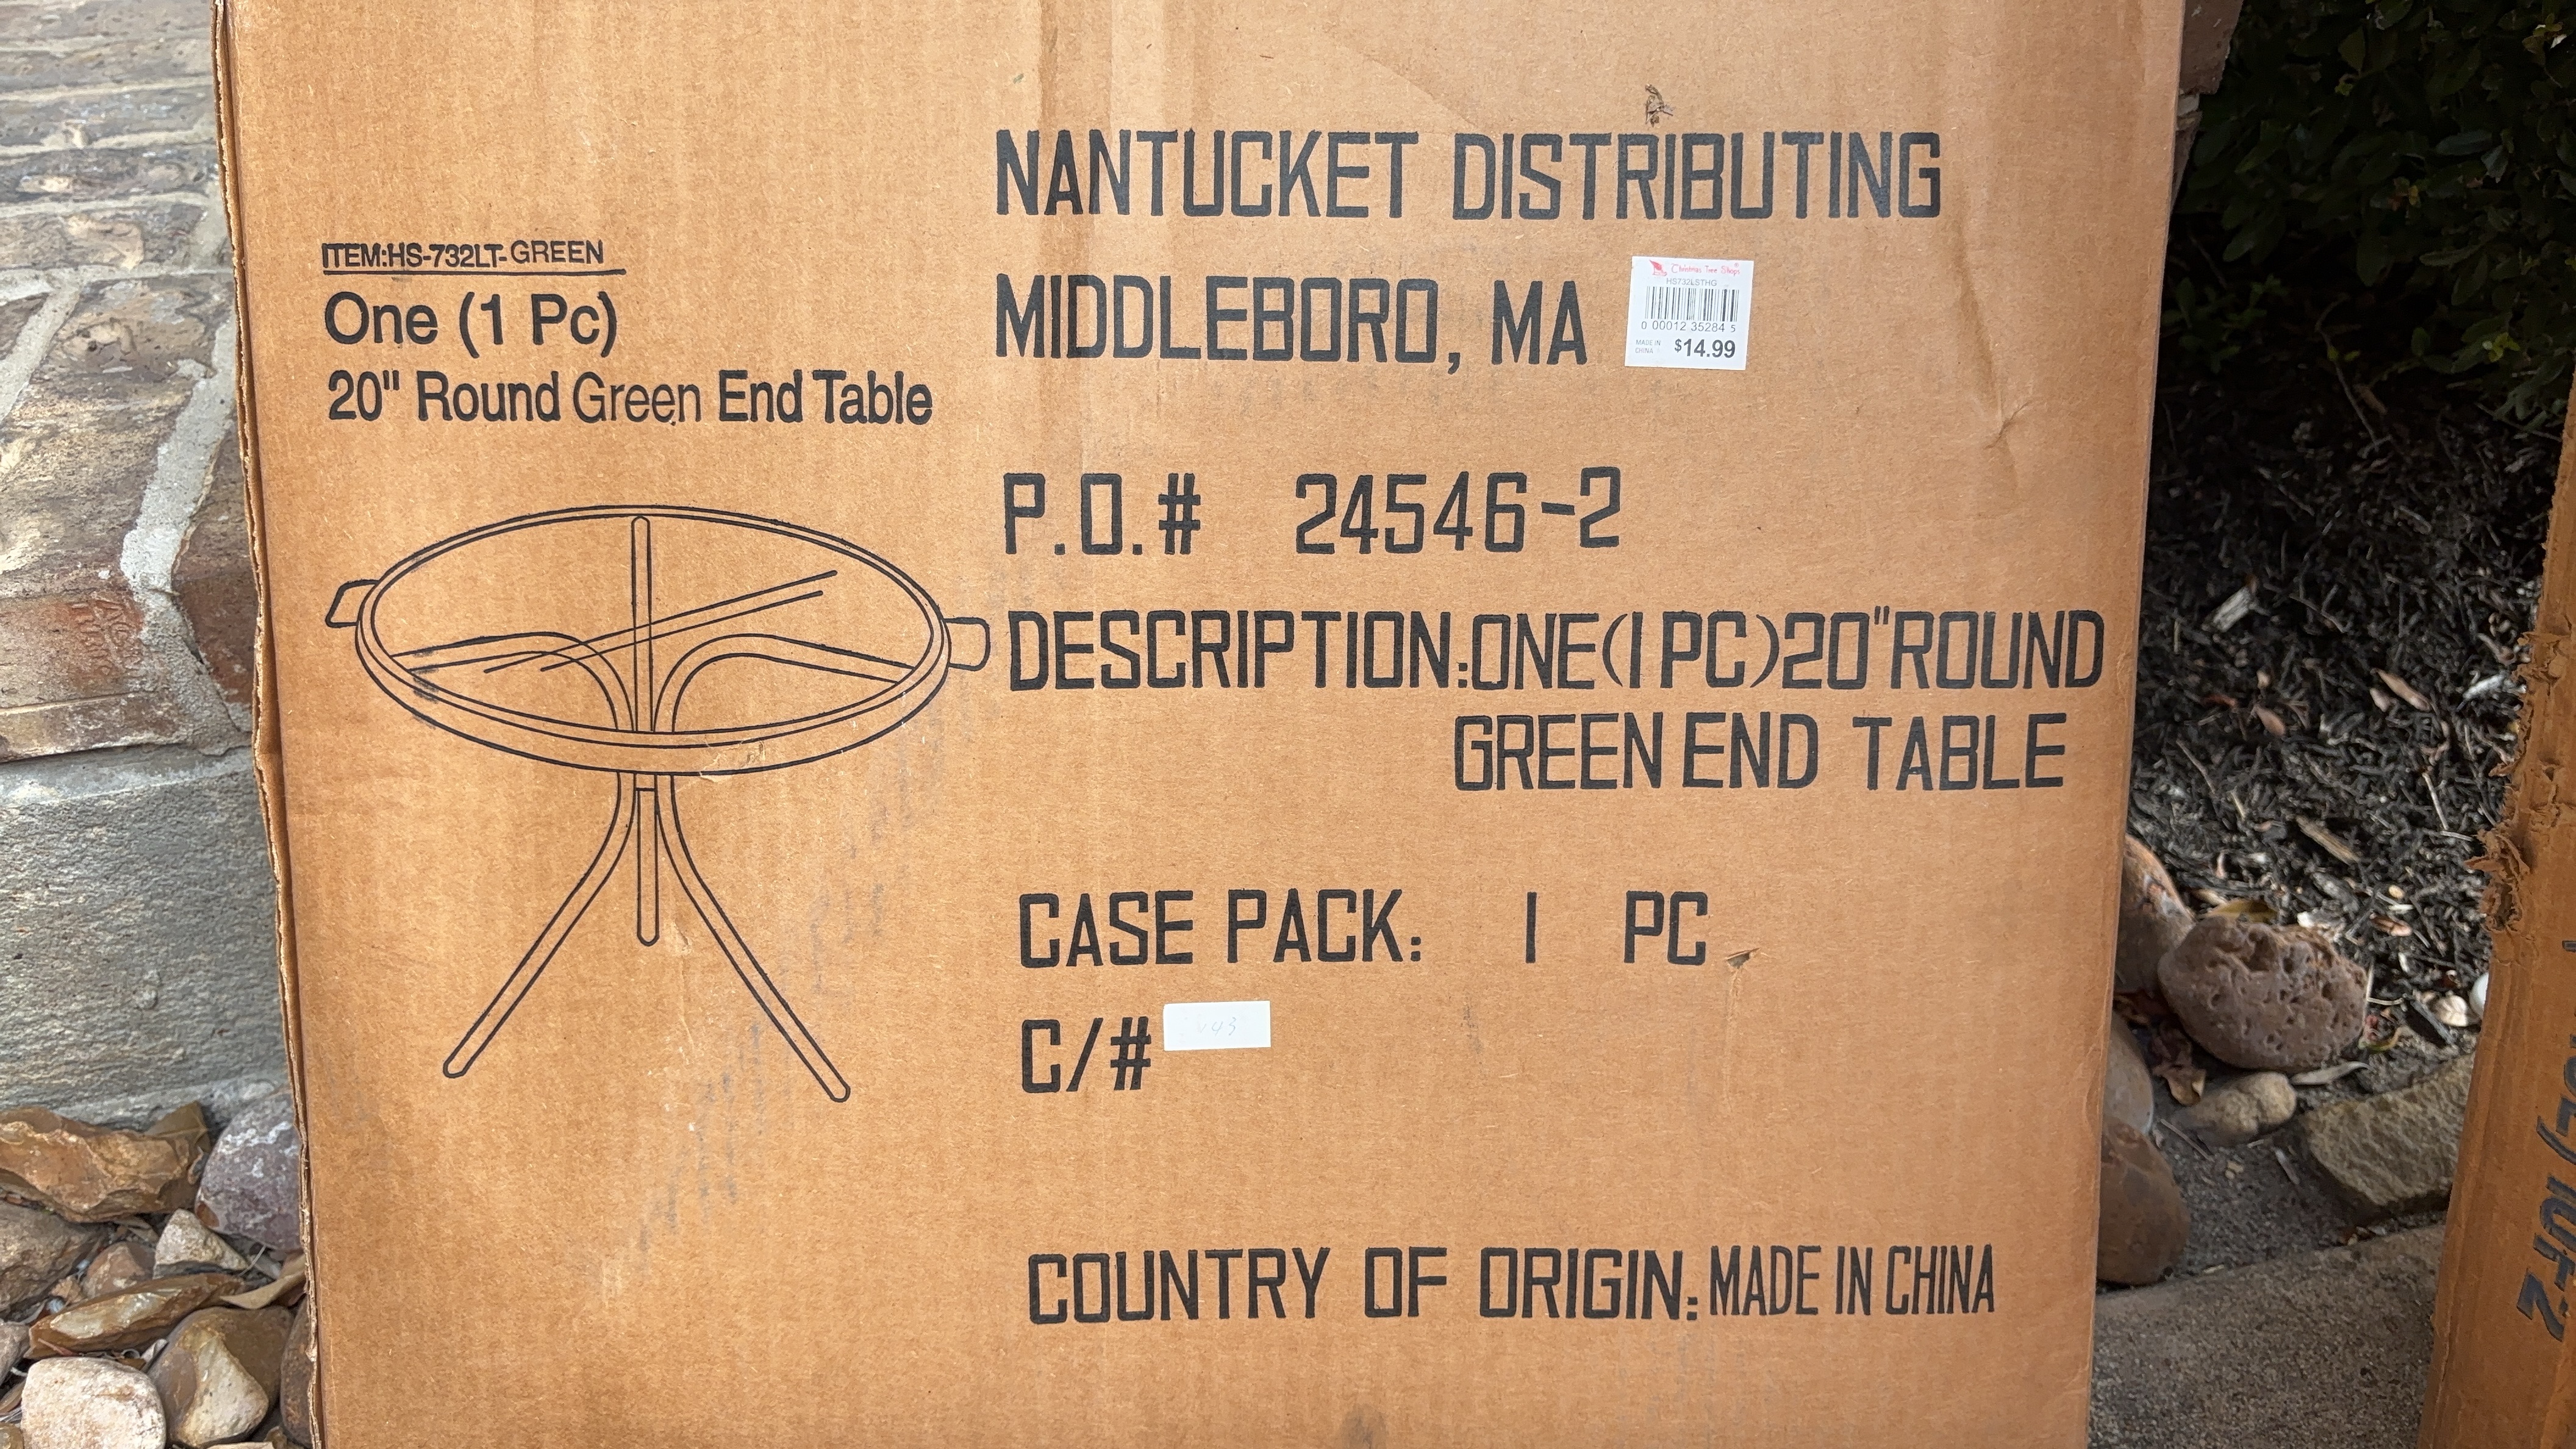 ITEM:HS-732LT-GREEN
One (1 Pc)
20" Round Green End Table
NANTUCKET DISTRIBUTING
MIDDLEBORO, MA
Christmas Tree Shops®
HS732LSTHG
0 00012 35284 5
MADE IN
CHINA
$14.99
P.O.# 24546-2
DESCRIPTION:ONE(1 PC)20"ROUND
GREEN END TABLE
CASE PACK: 1 PC
C/#
COUNTRY OF ORIGIN: MADE IN CHINA